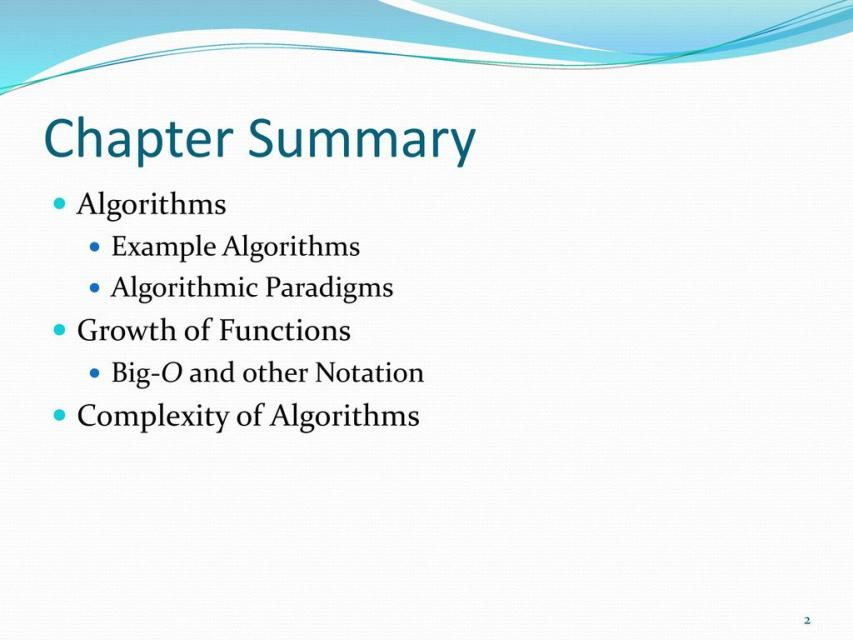 Chapter Summary
Algorithms
Example Algorithms
Algorithmic Paradigms
Growth of Functions
Big-O and other Notation
Complexity of Algorithms
2